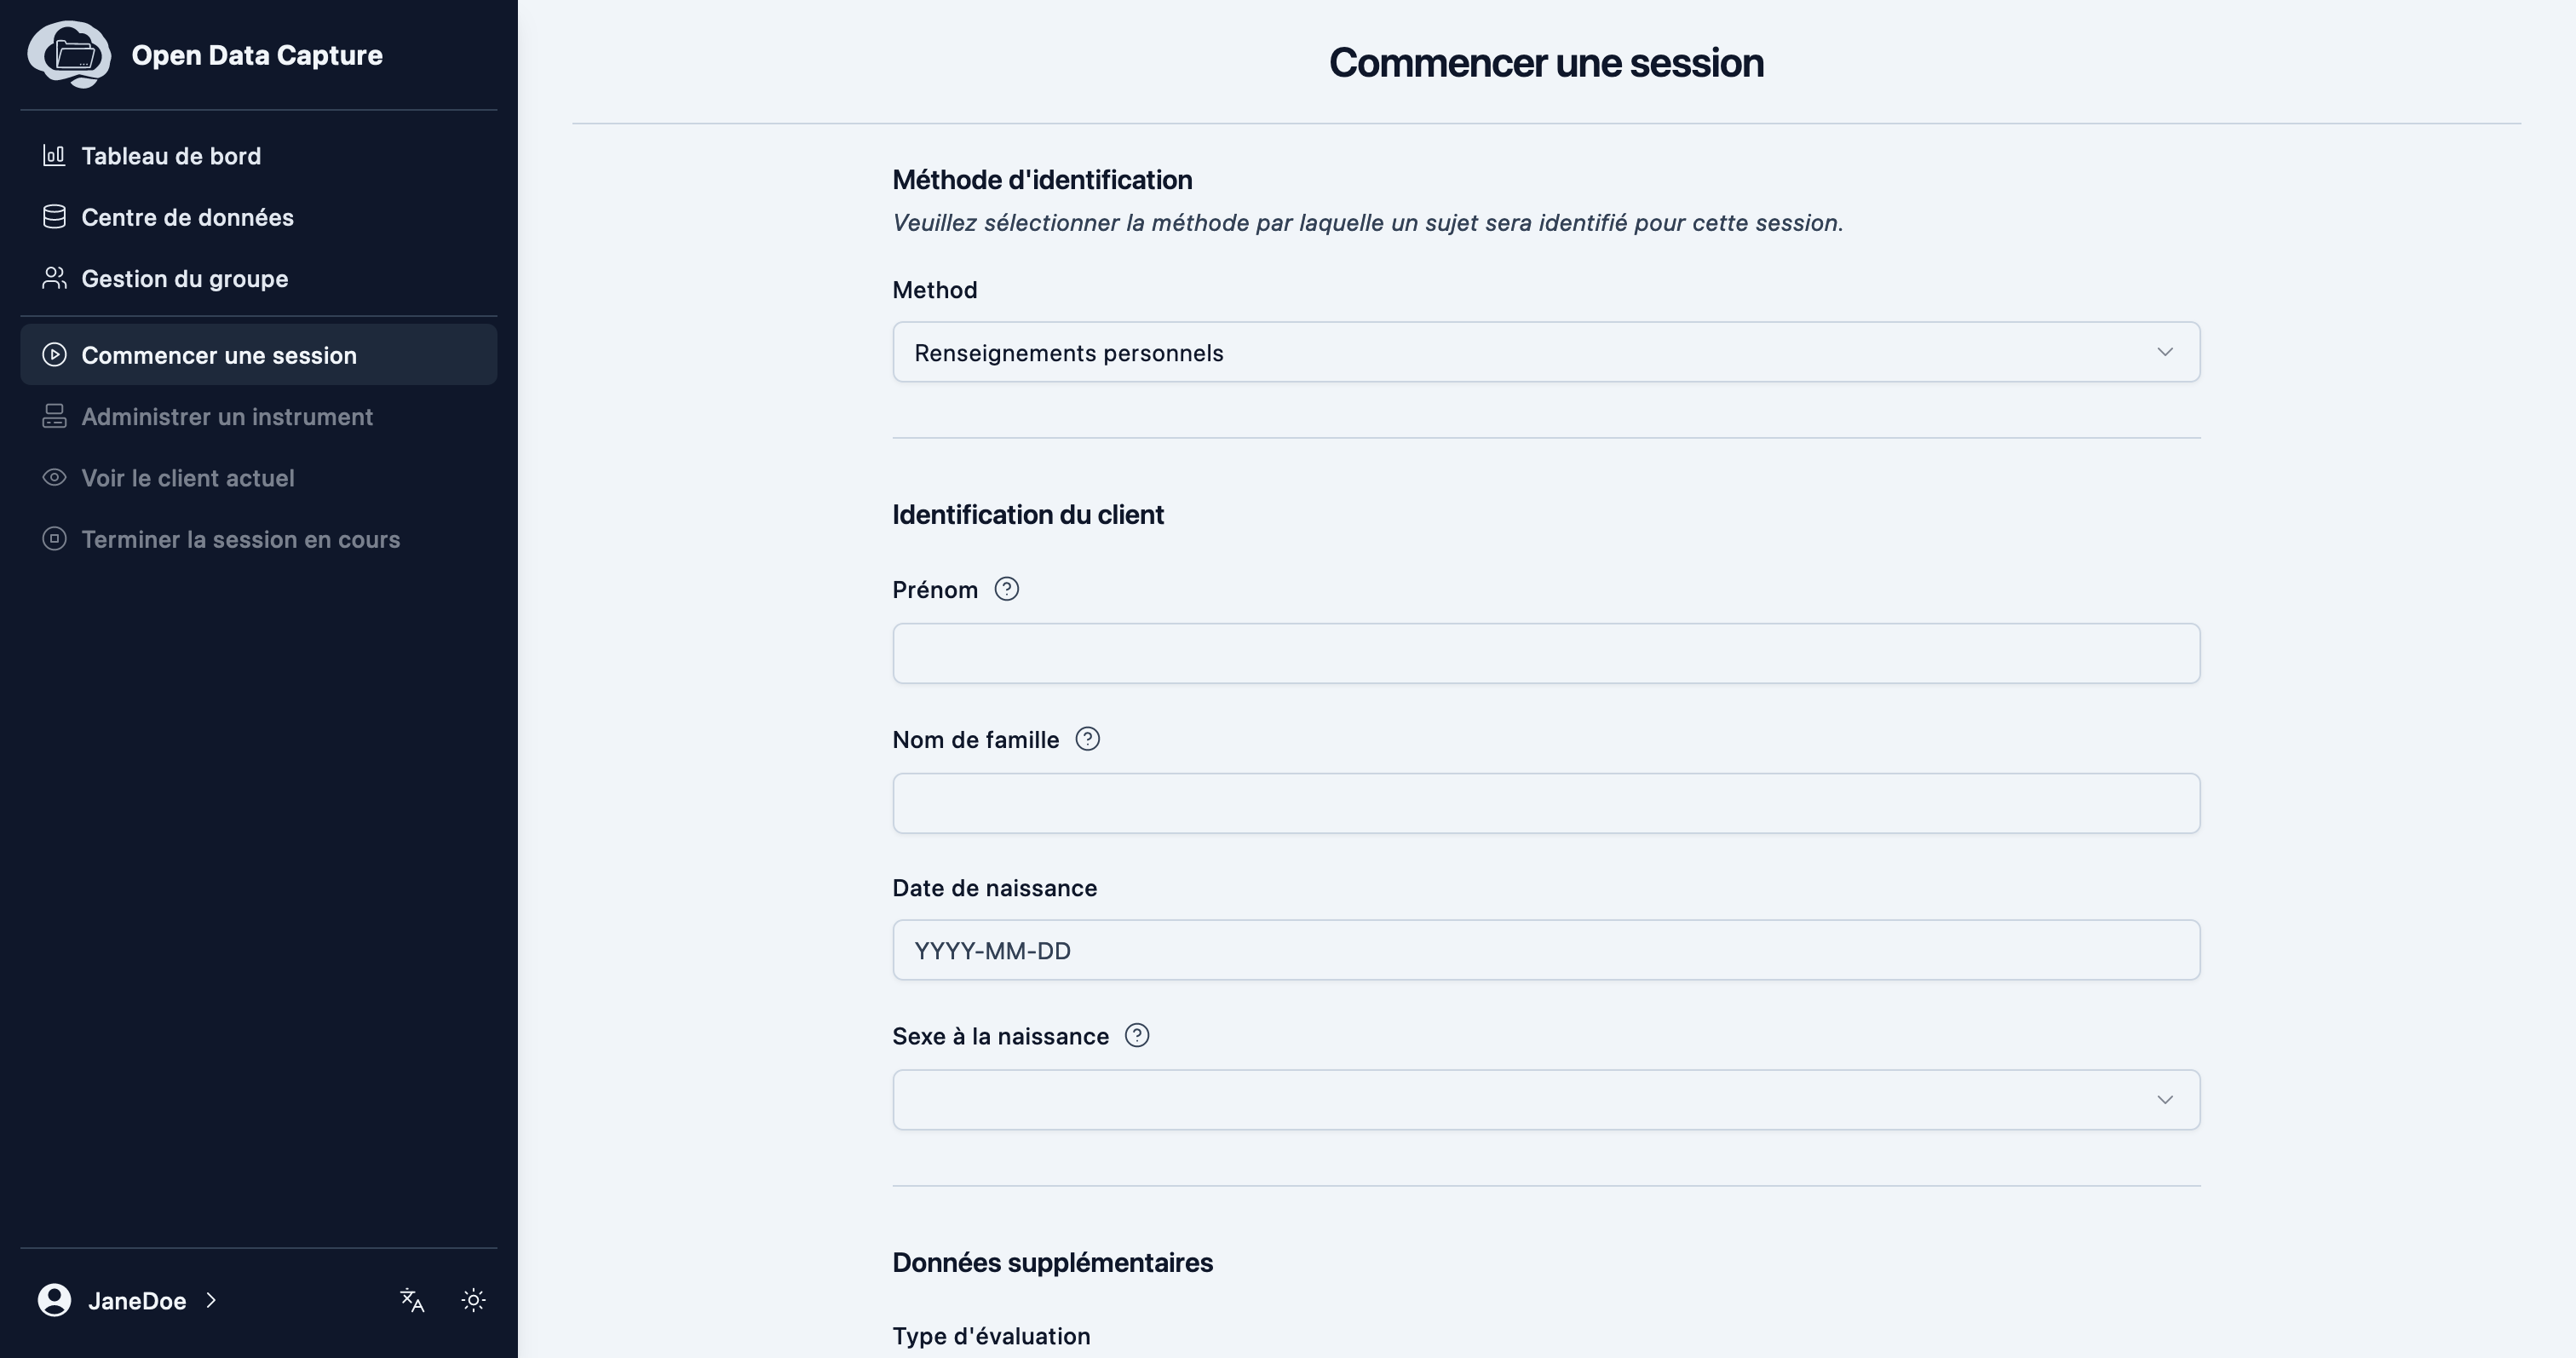 Open Data Capture
Tableau de bord
Centre de données
Gestion du groupe
Commencer une session
Administrer un instrument
Voir le client actuel
Terminer la session en cours
JaneDoe
Commencer une session
Méthode d'identification
Veuillez sélectionner la méthode par laquelle un sujet sera identifié pour cette session.
Method
Renseignements personnels
Identification du client
Prénom
Nom de famille
Date de naissance
YYYY-MM-DD
Sexe à la naissance
Données supplémentaires
Type d'évaluation